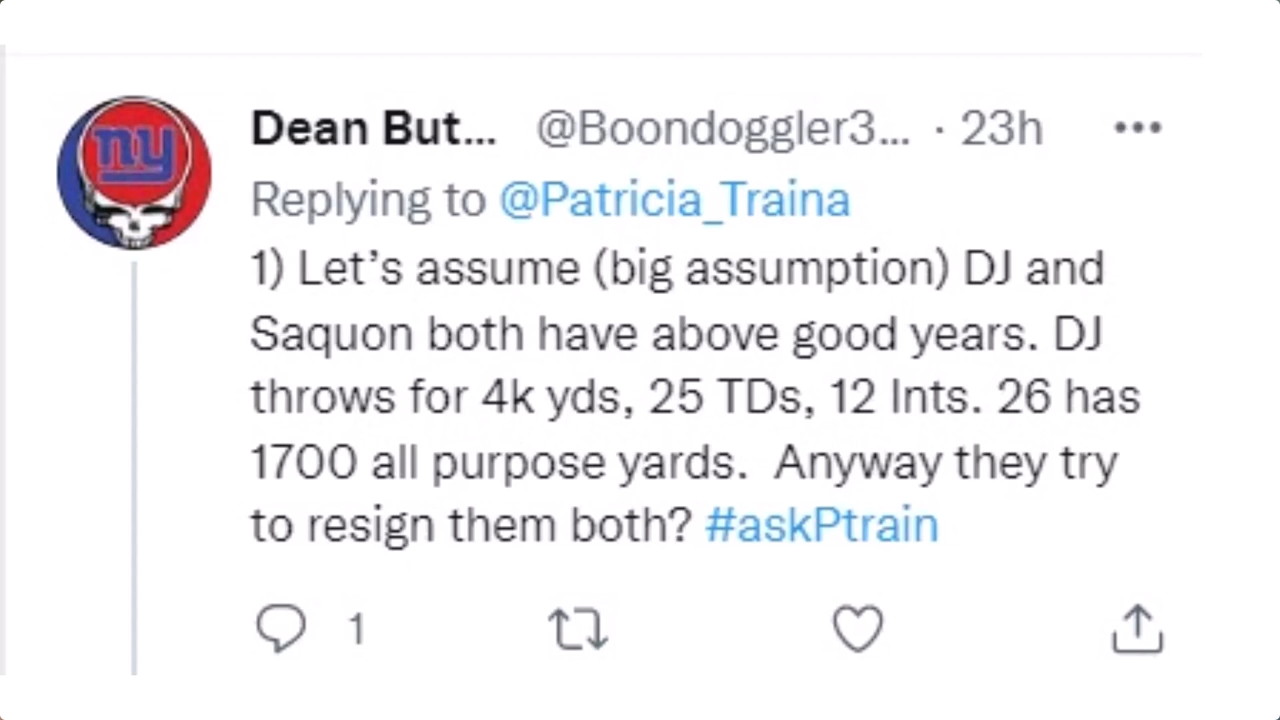 ny
Dean But... @Boondoggler3... · 23h
Replying to @Patricia_Traina
1) Let’s assume (big assumption) DJ and
Saquon both have above good years. DJ
throws for 4k yds, 25 TDs, 12 Ints. 26 has
1700 all purpose yards.  Anyway they try
to resign them both? #askPtrain
1